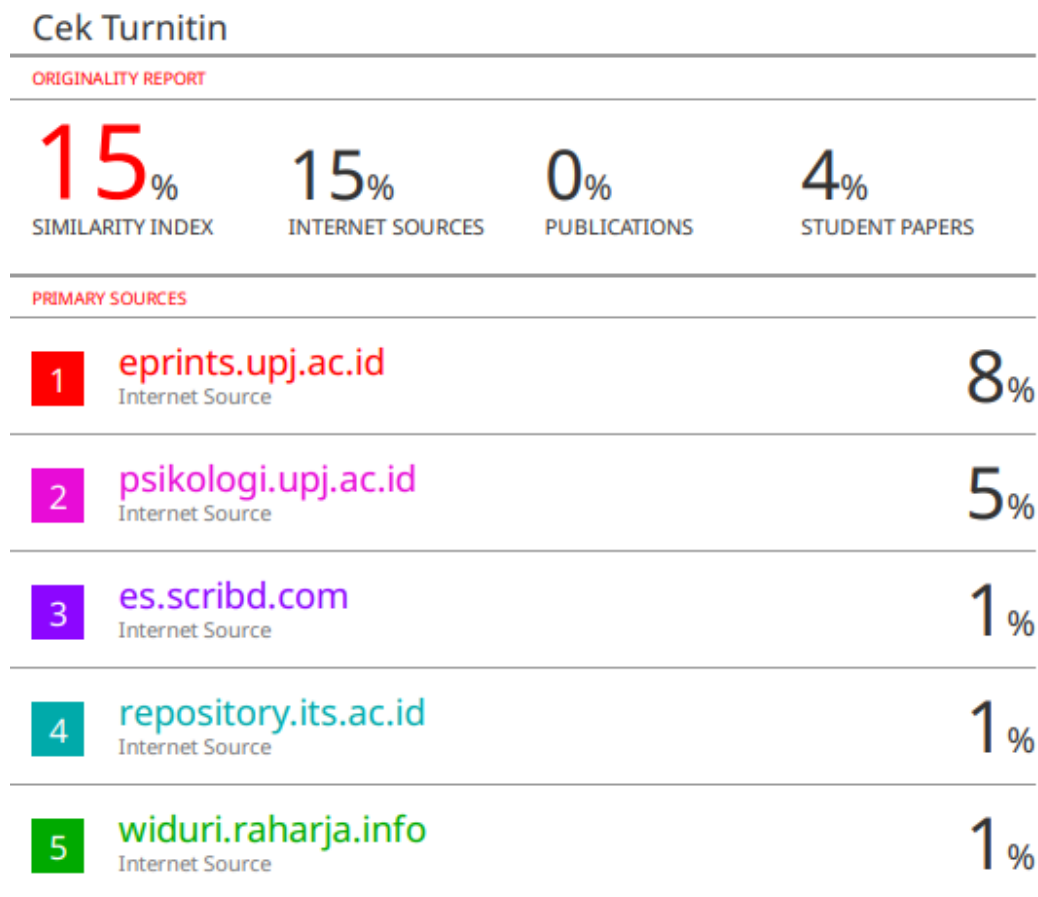 Cek Turnitin
ORIGINALITY REPORT
15% 15% 0% 4%
SIMILARITY INDEX INTERNET SOURCES PUBLICATIONS STUDENT PAPERS
PRIMARY SOURCES
1 eprints.upj.ac.id 8%
Internet Source
2 psikologi.upj.ac.id 5%
Internet Source
3 es.scribd.com 1%
Internet Source
4 repository.its.ac.id 1%
Internet Source
5 widuri.raharja.info 1%
Internet Source